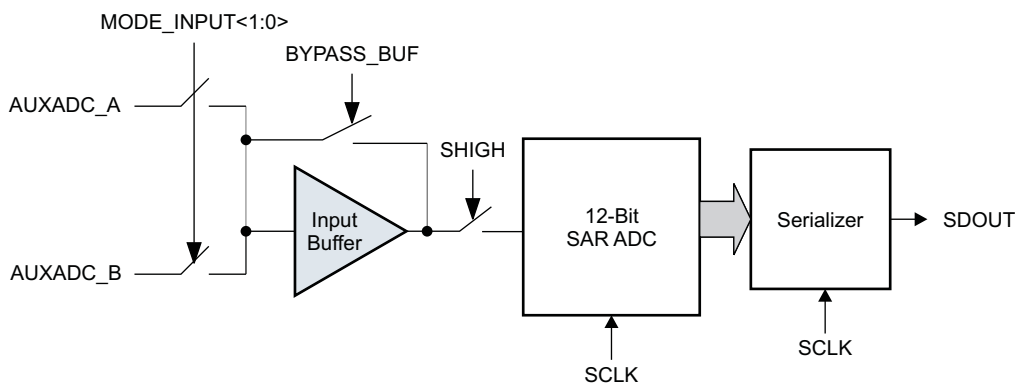 MODE_INPUT<1:0>
BYPASS_BUF
AUXADC_A
SHIGH
Input
Buffer
12-Bit
SAR ADC
Serializer
SDOUT
AUXADC_B
SCLK
SCLK